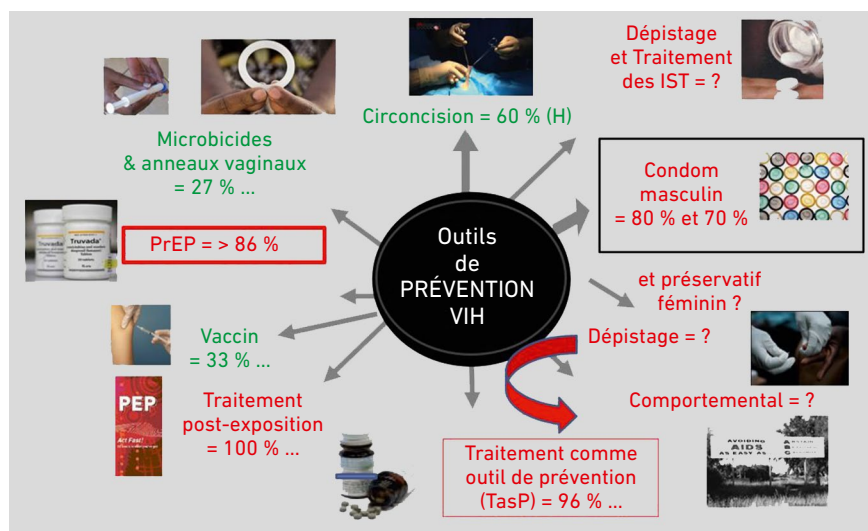 Dépistage
et Traitement
des IST = ?
Circoncision = 60 % (H)
Microbicides
& anneaux vaginaux
= 27 % ...
Condom
masculin
= 80 % et 70 %
Truvada
Truvada
PrEP = > 86 %
Outils
de
PRÉVENTION
VIH
et préservatif
féminin ?
Dépistage = ?
Vaccin
= 33 % ...
PEP
Act Fast!
Traitement
post-exposition
= 100 % ...
Comportemental = ?
AVOIDING
AIDS
AS EASY AS
Traitement comme
outil de prévention
(TasP) = 96 % ...